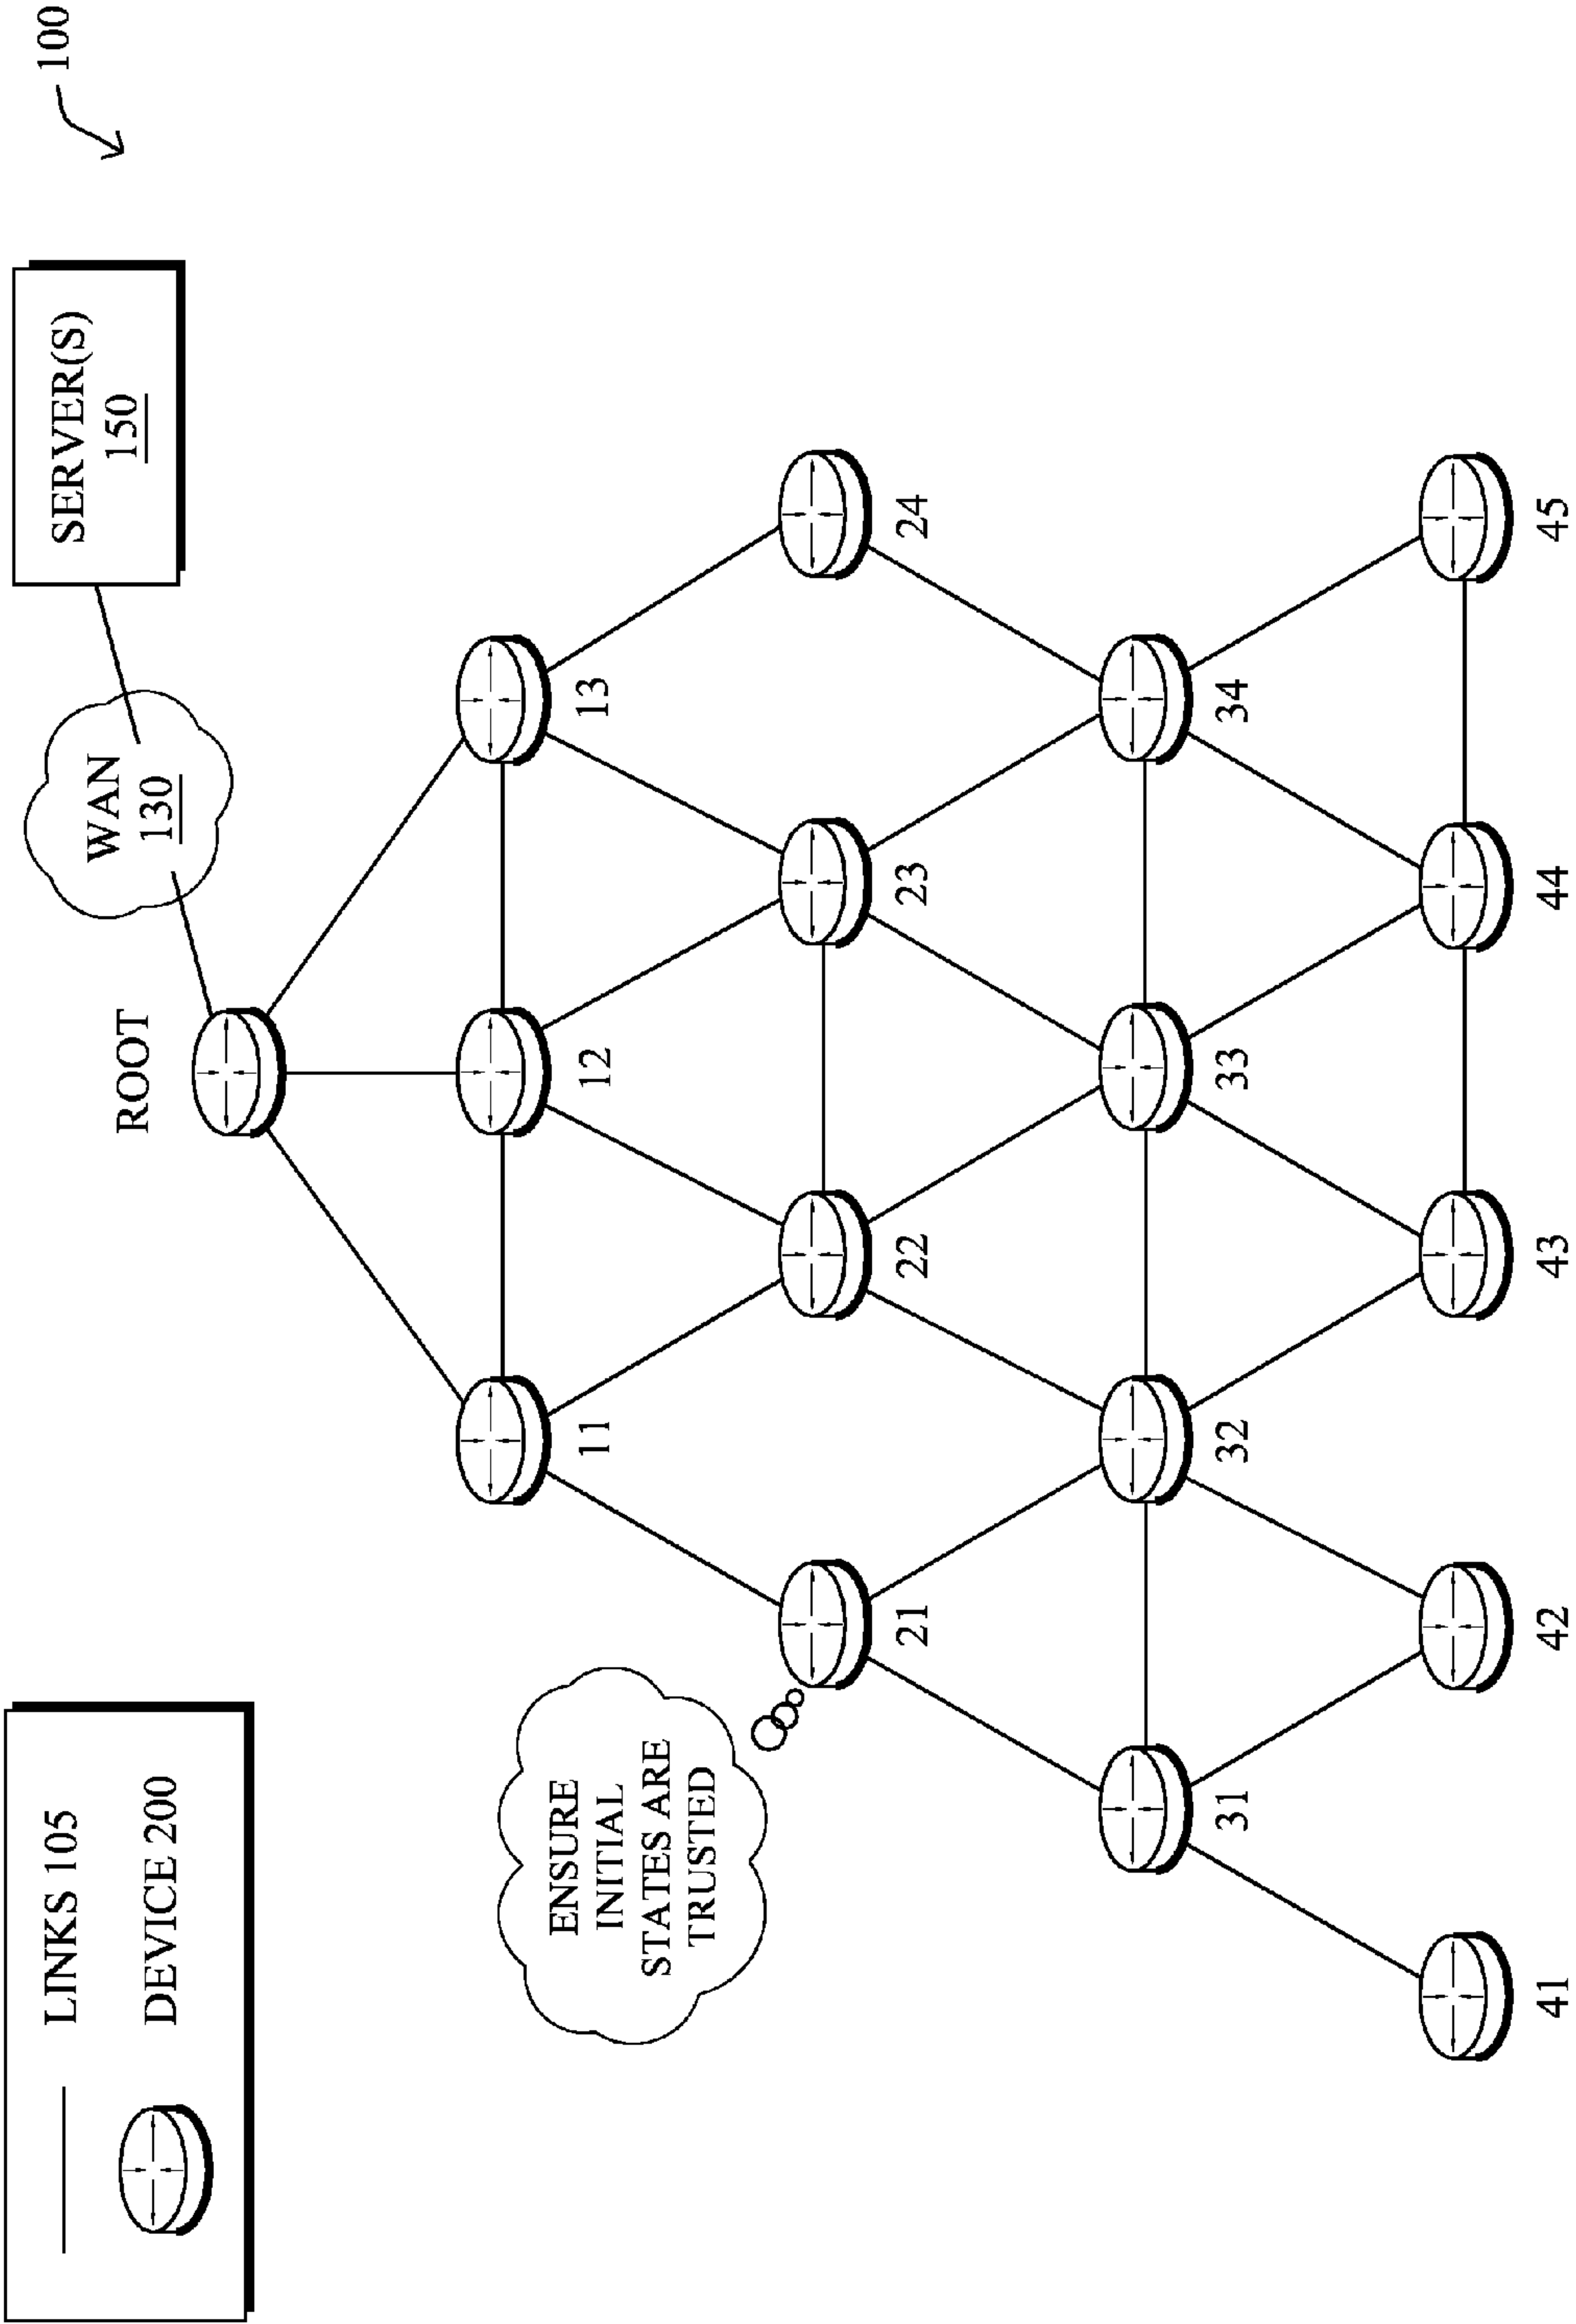 LINKS 105
DEVICE 200
100
SERVER(S)
150
WAN
130
ROOT
11
12
13
ENSURE
INITIAL
STATES ARE
TRUSTED
21
22
23
24
31
32
33
34
41
42
43
44
45